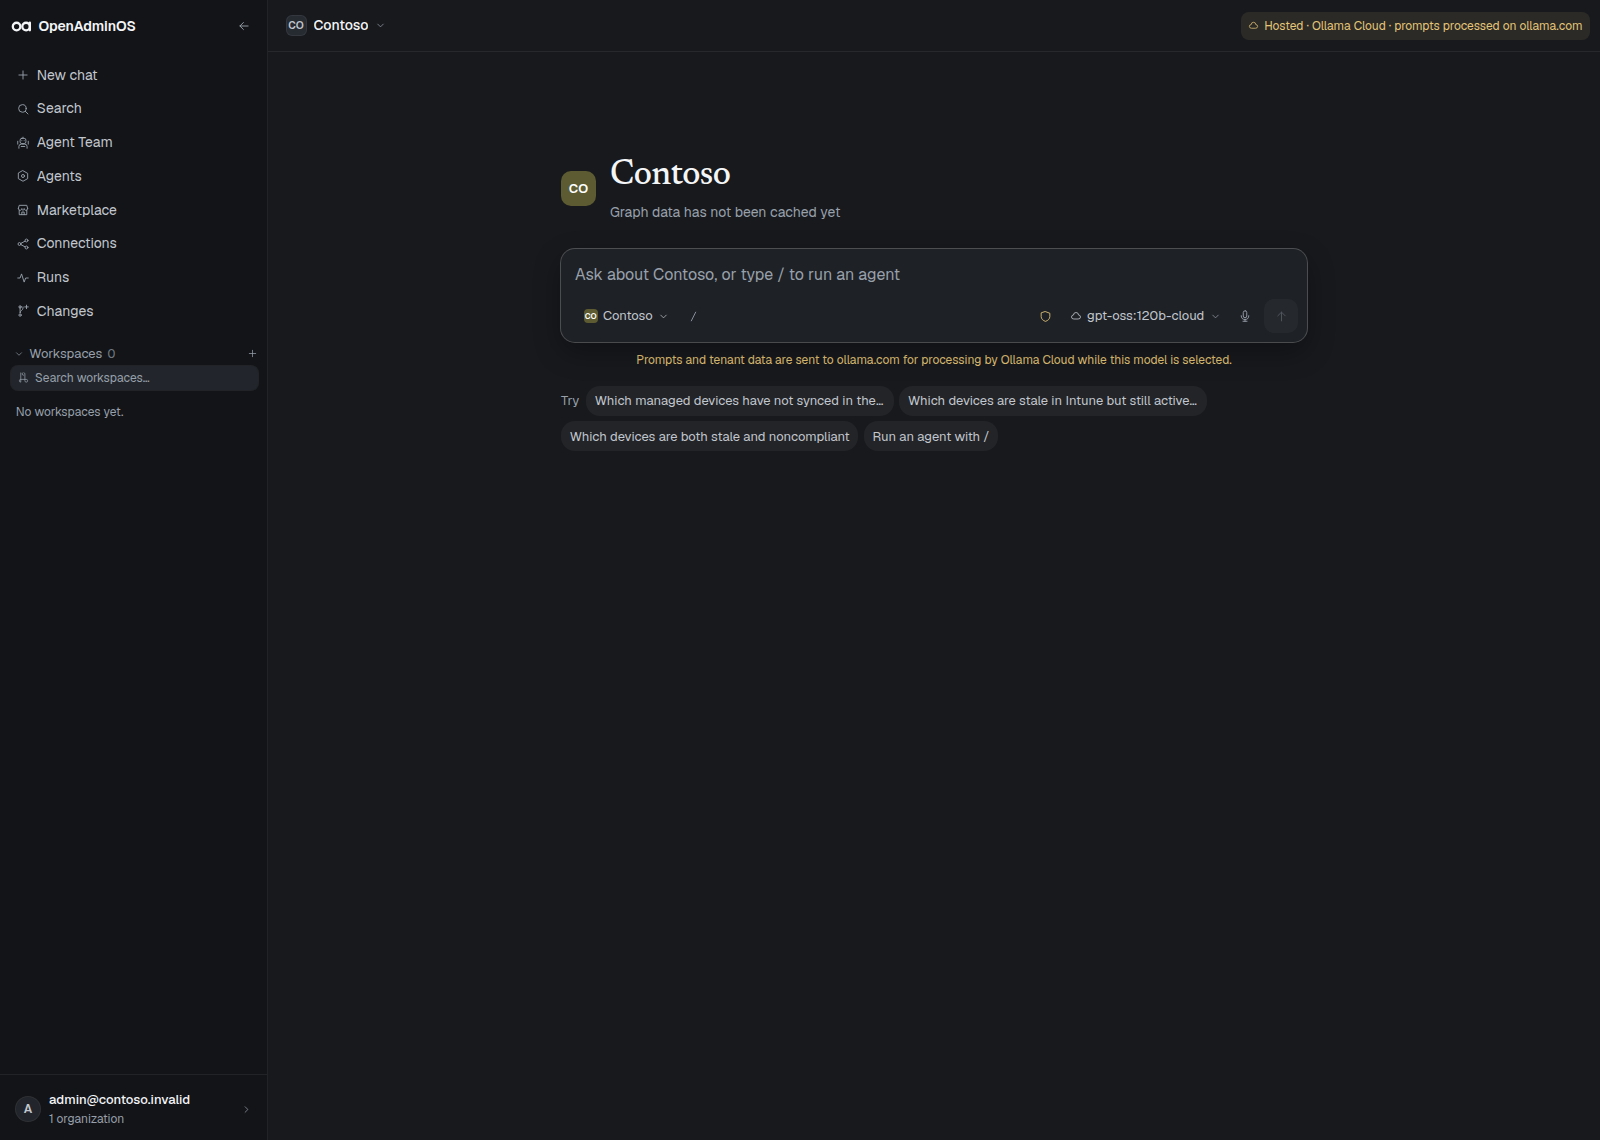 OpenAdminOS
New chat
Search
Agent Team
Agents
Marketplace
Connections
Runs
Changes
Workspaces 0
Search workspaces...
No workspaces yet.
A
admin@contoso.invalid
1 organization
CO Contoso
Hosted · Ollama Cloud · prompts processed on ollama.com
CO
Contoso
Graph data has not been cached yet
Ask about Contoso, or type / to run an agent
CO Contoso /
gpt-oss:120b-cloud
Prompts and tenant data are sent to ollama.com for processing by Ollama Cloud while this model is selected.
Try Which managed devices have not synced in the... Which devices are stale in Intune but still active...
Which devices are both stale and noncompliant Run an agent with /